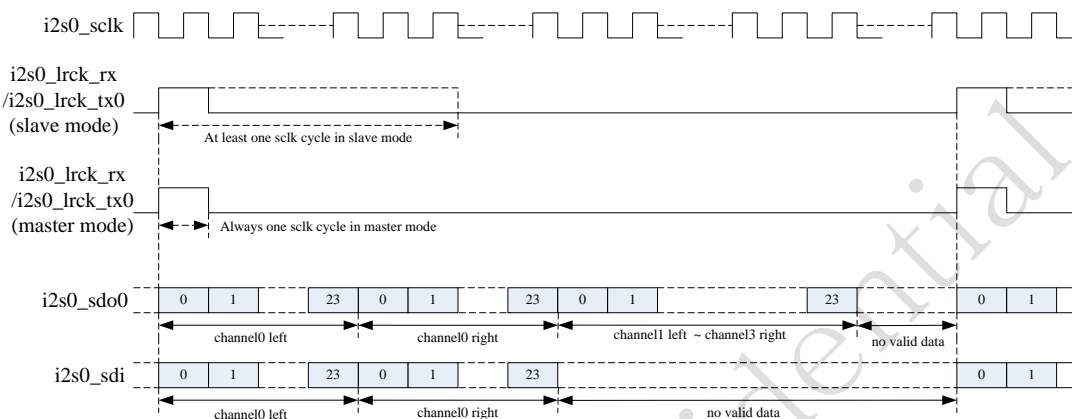 i2s0_sclk
i2s0_lrck_rx
/i2s0_lrck_tx0
(slave mode)
At least one sclk cycle in slave mode
i2s0_lrck_rx
/i2s0_lrck_tx0
(master mode)
Always one sclk cycle in master mode
i2s0_sdo0
0 1 23 0 1 23 0 1 23 0 1
channel0 left channel0 right channel1 left ~ channel3 right no valid data
i2s0_sdi
0 1 23 0 1 23 0 1
channel0 left channel0 right no valid data